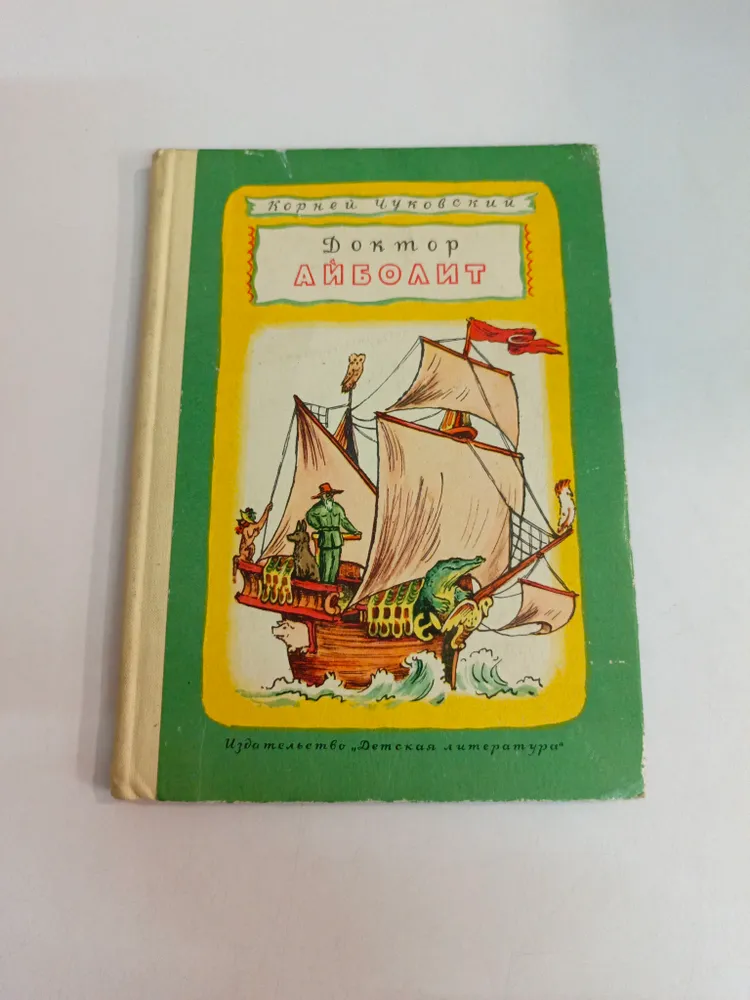 Корней Чуковский
Доктор
АЙБОЛИТ
Издательство „Детская литература“